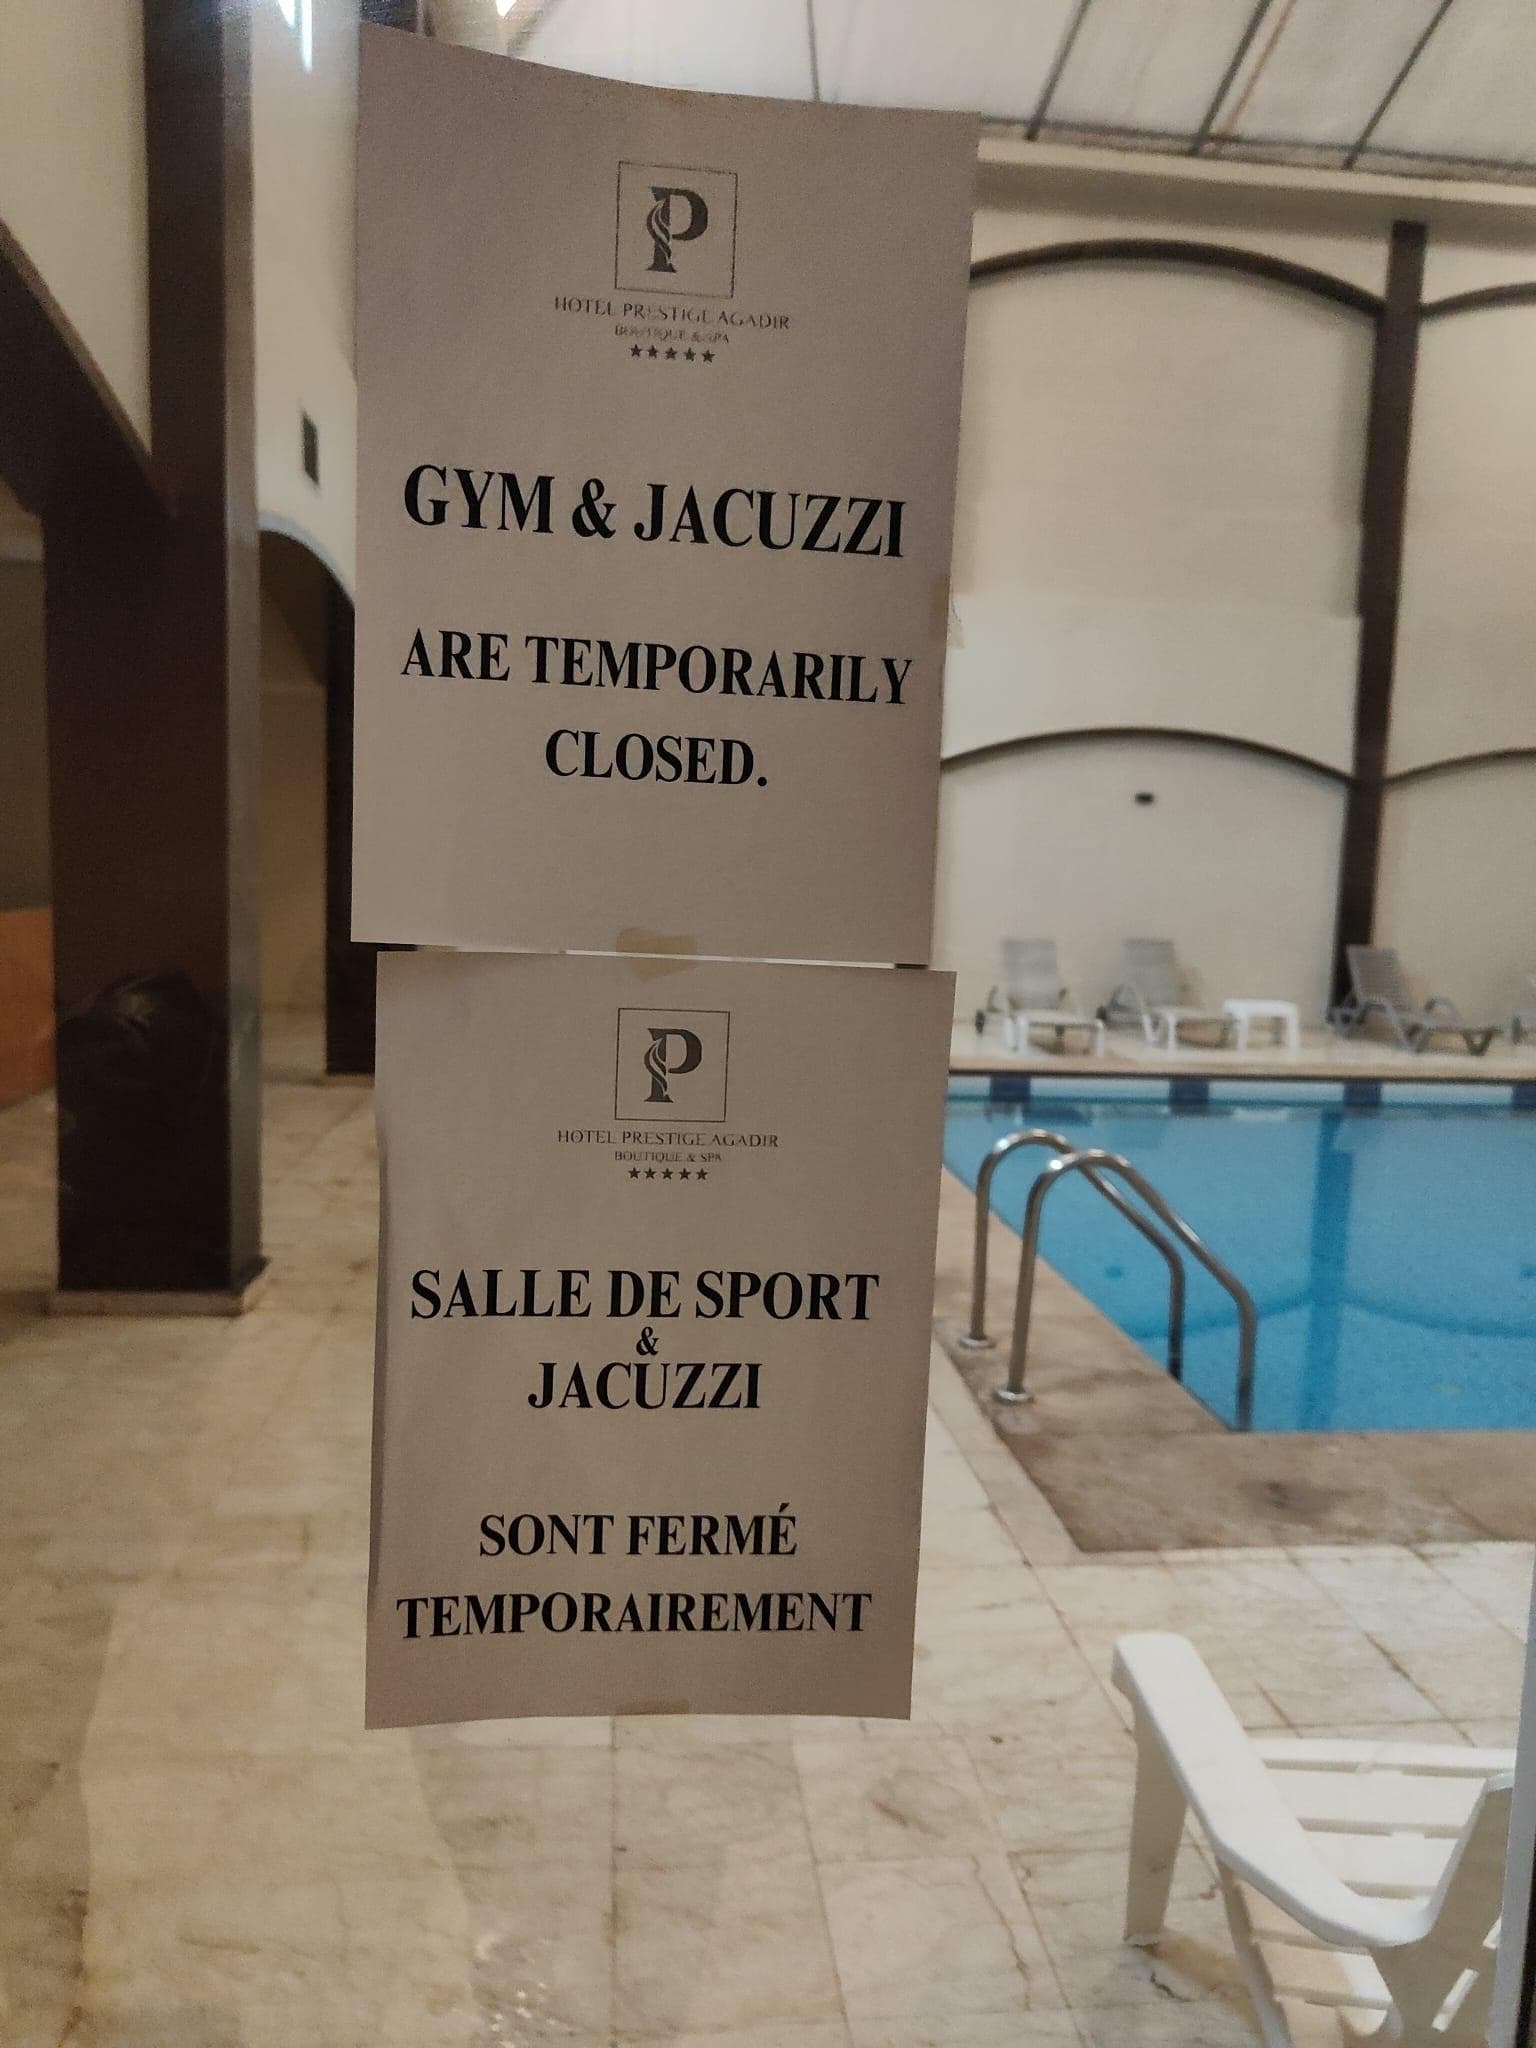 P
HOTEL PRESTIGE AGADIR
BOUTIQUE & SPA
★★★★★
GYM & JACUZZI
ARE TEMPORARILY
CLOSED.
P
HOTEL PRESTIGE AGADIR
BOUTIQUE & SPA
★★★★★
SALLE DE SPORT
&
JACUZZI
SONT FERMÉ
TEMPORAIREMENT